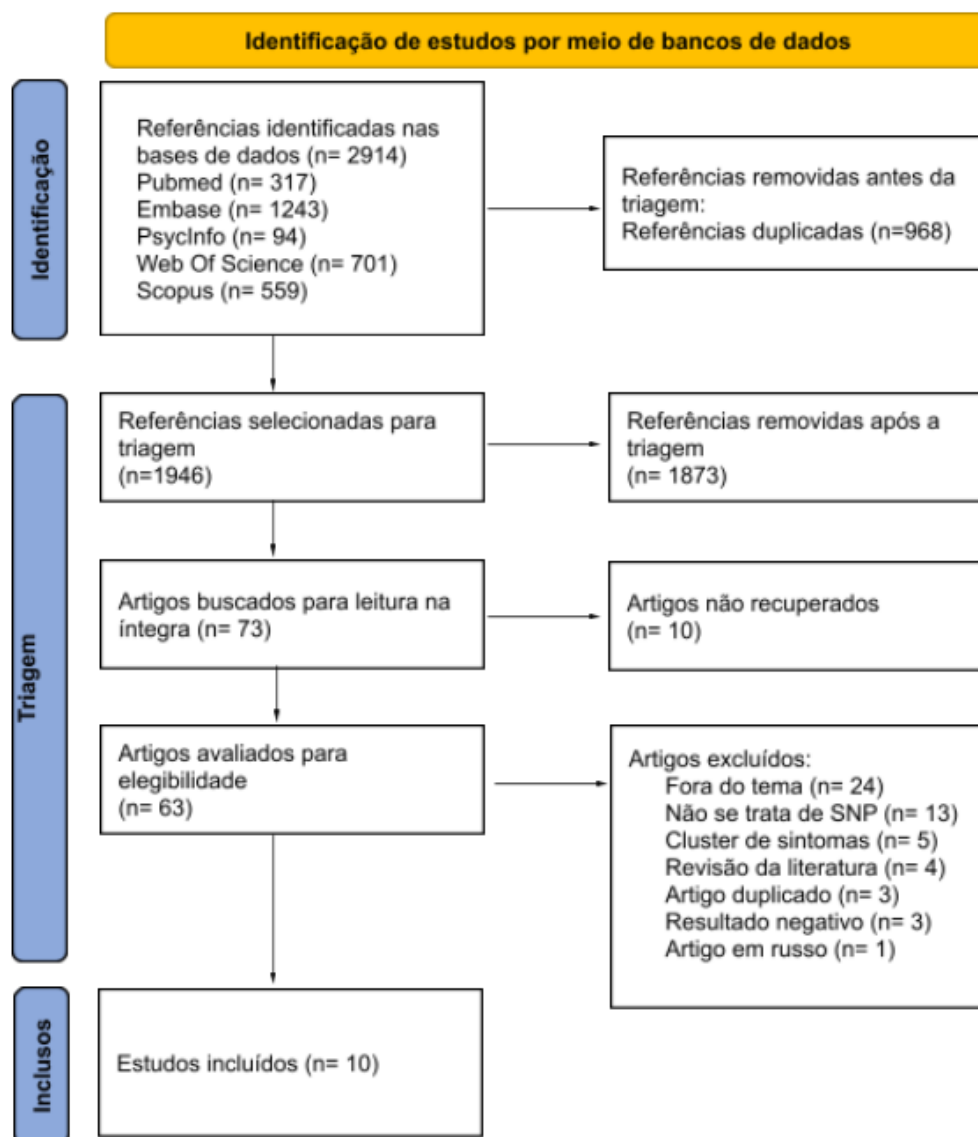 Identificação de estudos por meio de bancos de dados
Identificação
Referências identificadas nas
bases de dados (n= 2914)
Pubmed (n= 317)
Embase (n= 1243)
PsycInfo (n= 94)
Web Of Science (n= 701)
Scopus (n= 559)
Referências removidas antes da
triagem:
Referências duplicadas (n=968)
Triagem
Referências selecionadas para
triagem
(n=1946)
Referências removidas após a
triagem
(n= 1873)
Artigos buscados para leitura na
íntegra (n= 73)
Artigos não recuperados
(n= 10)
Artigos avaliados para
elegibilidade
(n= 63)
Artigos excluídos:
Fora do tema (n= 24)
Não se trata de SNP (n= 13)
Cluster de sintomas (n= 5)
Revisão da literatura (n= 4)
Artigo duplicado (n= 3)
Resultado negativo (n= 3)
Artigo em russo (n= 1)
Inclusos
Estudos incluídos (n= 10)